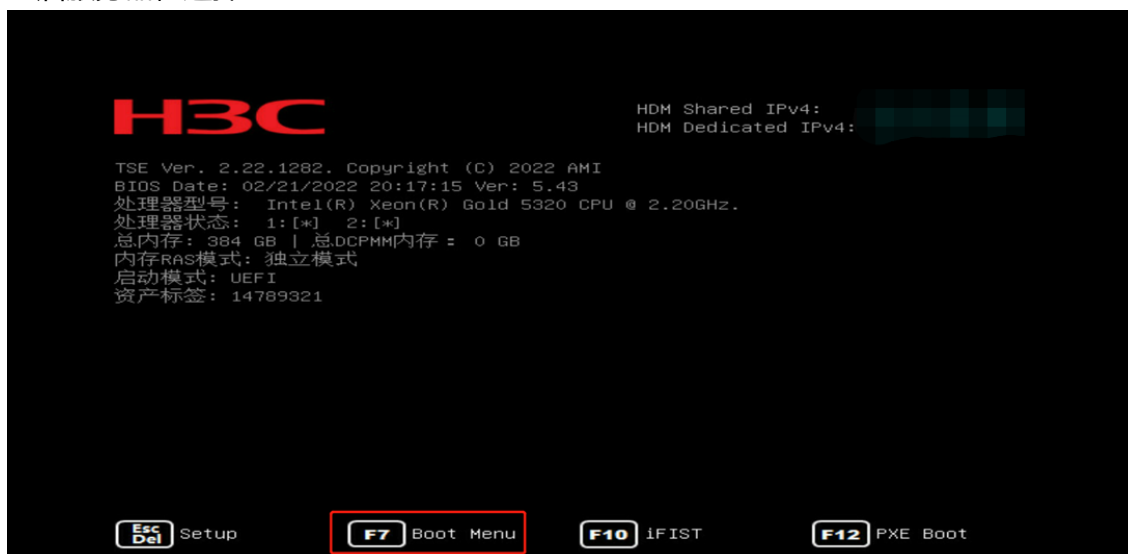 H3C
HDM Shared IPv4:
HDM Dedicated IPv4:
TSE Ver. 2.22.1282. Copyright (C) 2022 AMI
BIOS Date: 02/21/2022 20:17:15 Ver: 5.43
处理器型号: Intel(R) Xeon(R) Gold 5320 CPU @ 2.20GHz.
处理器状态: 1:[*] 2:[*]
总内存: 384 GB | 总DCPMM内存: 0 GB
内存RAS模式: 独立模式
启动模式: UEFI
资产标签: 14789321
Esc Del Setup F7 Boot Menu F10 iFIST F12 PXE Boot